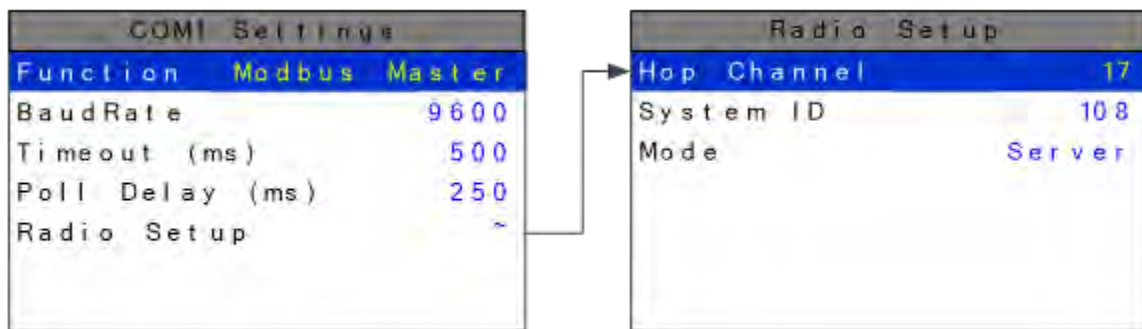 COM1 Settings
Function Modbus Master
BaudRate 9600
Timeout (ms) 500
Poll Delay (ms) 250
Radio Setup ~
Radio Setup
Hop Channel 17
System ID 108
Mode Server